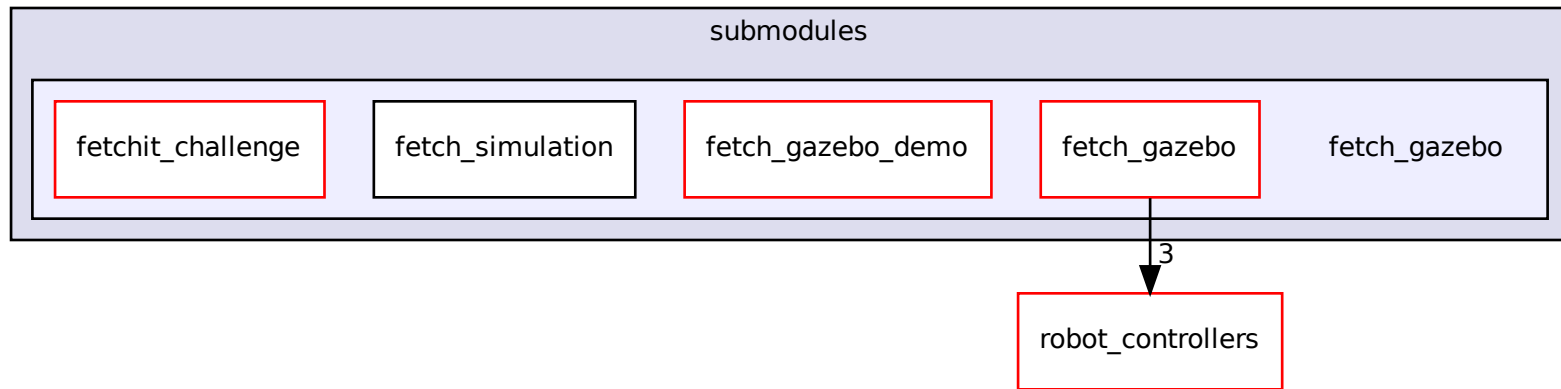 submodules
fetchit_challenge
fetch_simulation
fetch_gazebo_demo
fetch_gazebo
fetch_gazebo
3
robot_controllers